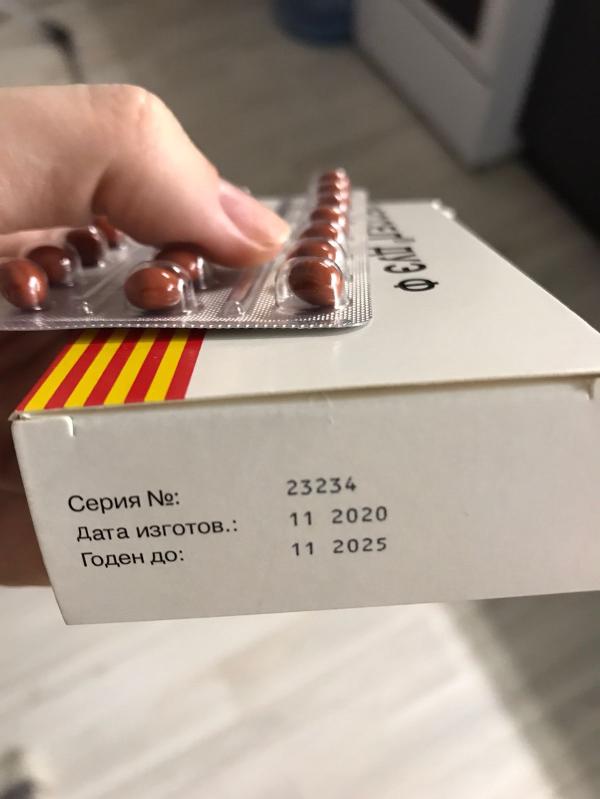 Серия №: 23234
Дата изготов.: 11 2020
Годен до: 11 2025